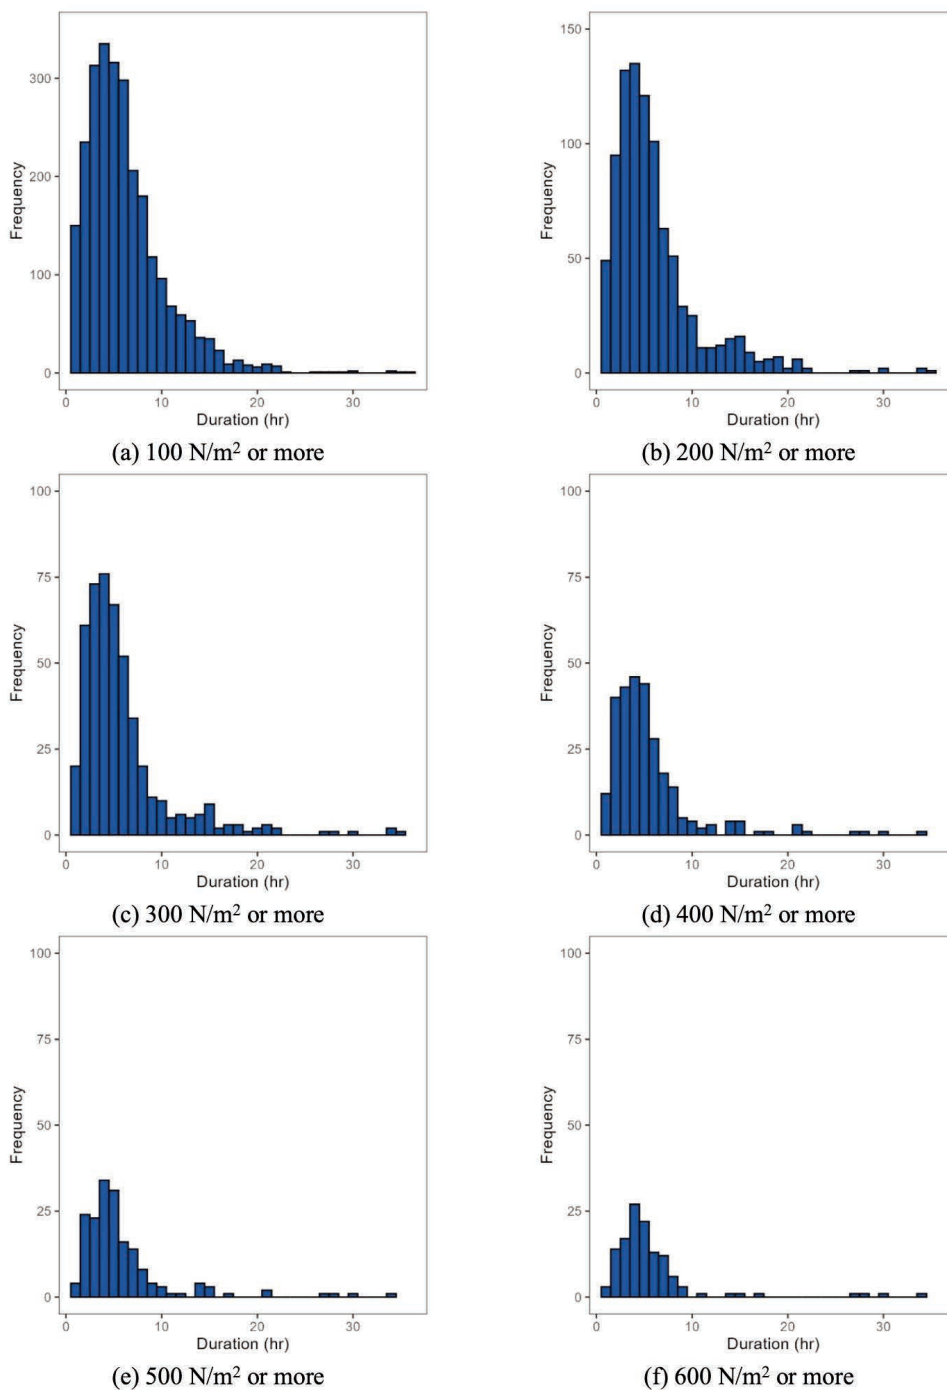 300
200
100
0
Frequency
0 10 20 30
Duration (hr)
(a) 100 N/m² or more
150
100
50
0
Frequency
0 10 20 30
Duration (hr)
(b) 200 N/m² or more
100
75
50
25
0
Frequency
0 10 20 30
Duration (hr)
(c) 300 N/m² or more
100
75
50
25
0
Frequency
0 10 20 30
Duration (hr)
(d) 400 N/m² or more
100
75
50
25
0
Frequency
0 10 20 30
Duration (hr)
(e) 500 N/m² or more
100
75
50
25
0
Frequency
0 10 20 30
Duration (hr)
(f) 600 N/m² or more